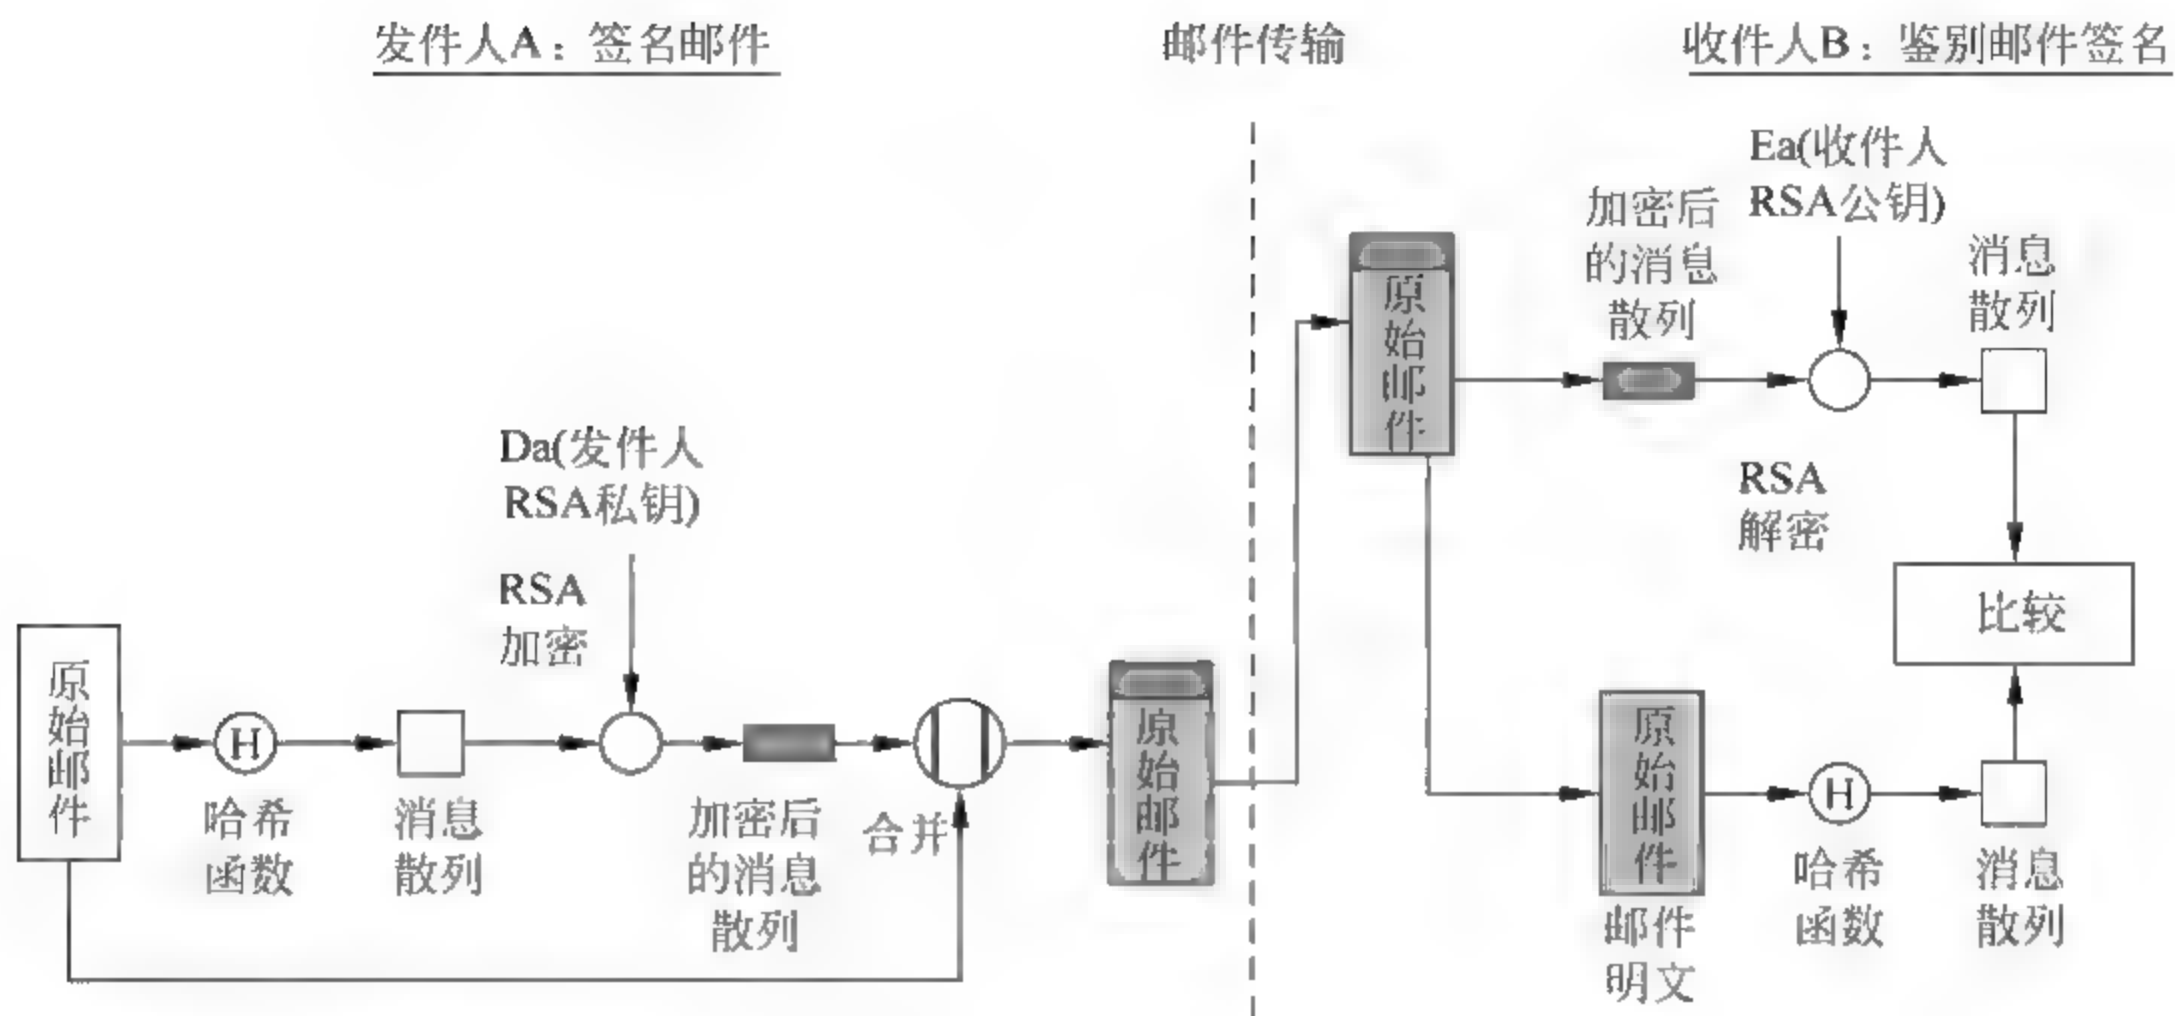 发件人A：签名邮件
邮件传输
收件人B：鉴别邮件签名
Ea(收件人
RSA公钥)
加密后
的消息
散列
消息
散列
原始邮件
RSA
解密
Da(发件人
RSA私钥)
RSA
加密
比较
原始邮件
H
哈希
函数
消息
散列
加密后
的消息
散列
合并
原始邮件
原始邮件
邮件
明文
H
哈希
函数
消息
散列